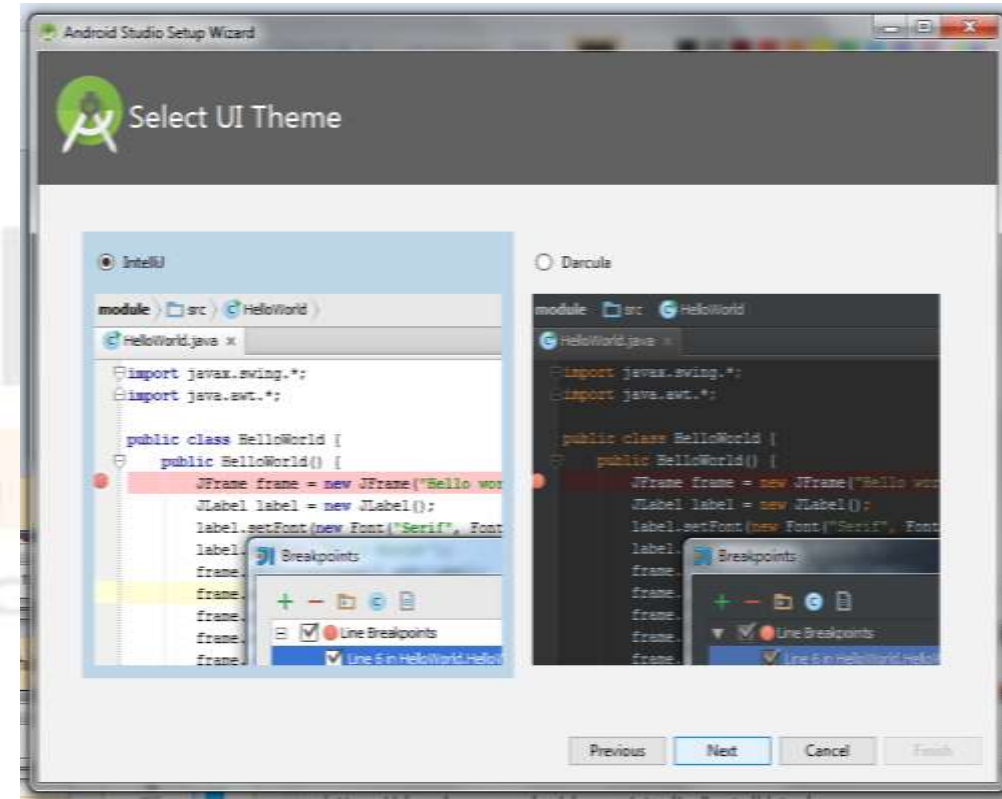 Android Studio Setup Wizard
Select UI Theme
IntelliJ
module src HelloWorld
HelloWorld.java ×
import javax.swing.*;
import java.awt.*;
public class HelloWorld {
public HelloWorld() {
JFrame frame = new JFrame("Hello wor
JLabel label = new JLabel();
label.setFont(new Font("Serif", Font
label.
frame.
frame.
frame.
frame.
frame.
Breakpoints
Line Breakpoints
Line 6 in HelloWorld.HelloW
Darcula
module src HelloWorld
HelloWorld.java ×
import javax.swing.*;
import java.awt.*;
public class HelloWorld {
public HelloWorld() {
JFrame frame = new JFrame("Hello wor
JLabel label = new JLabel();
label.setFont(new Font("Serif", Font
label.
frame.
frame.
frame.
frame.
frame.
Breakpoints
Line Breakpoints
Line 6 in HelloWorld.Hello
Previous Next Cancel Finish